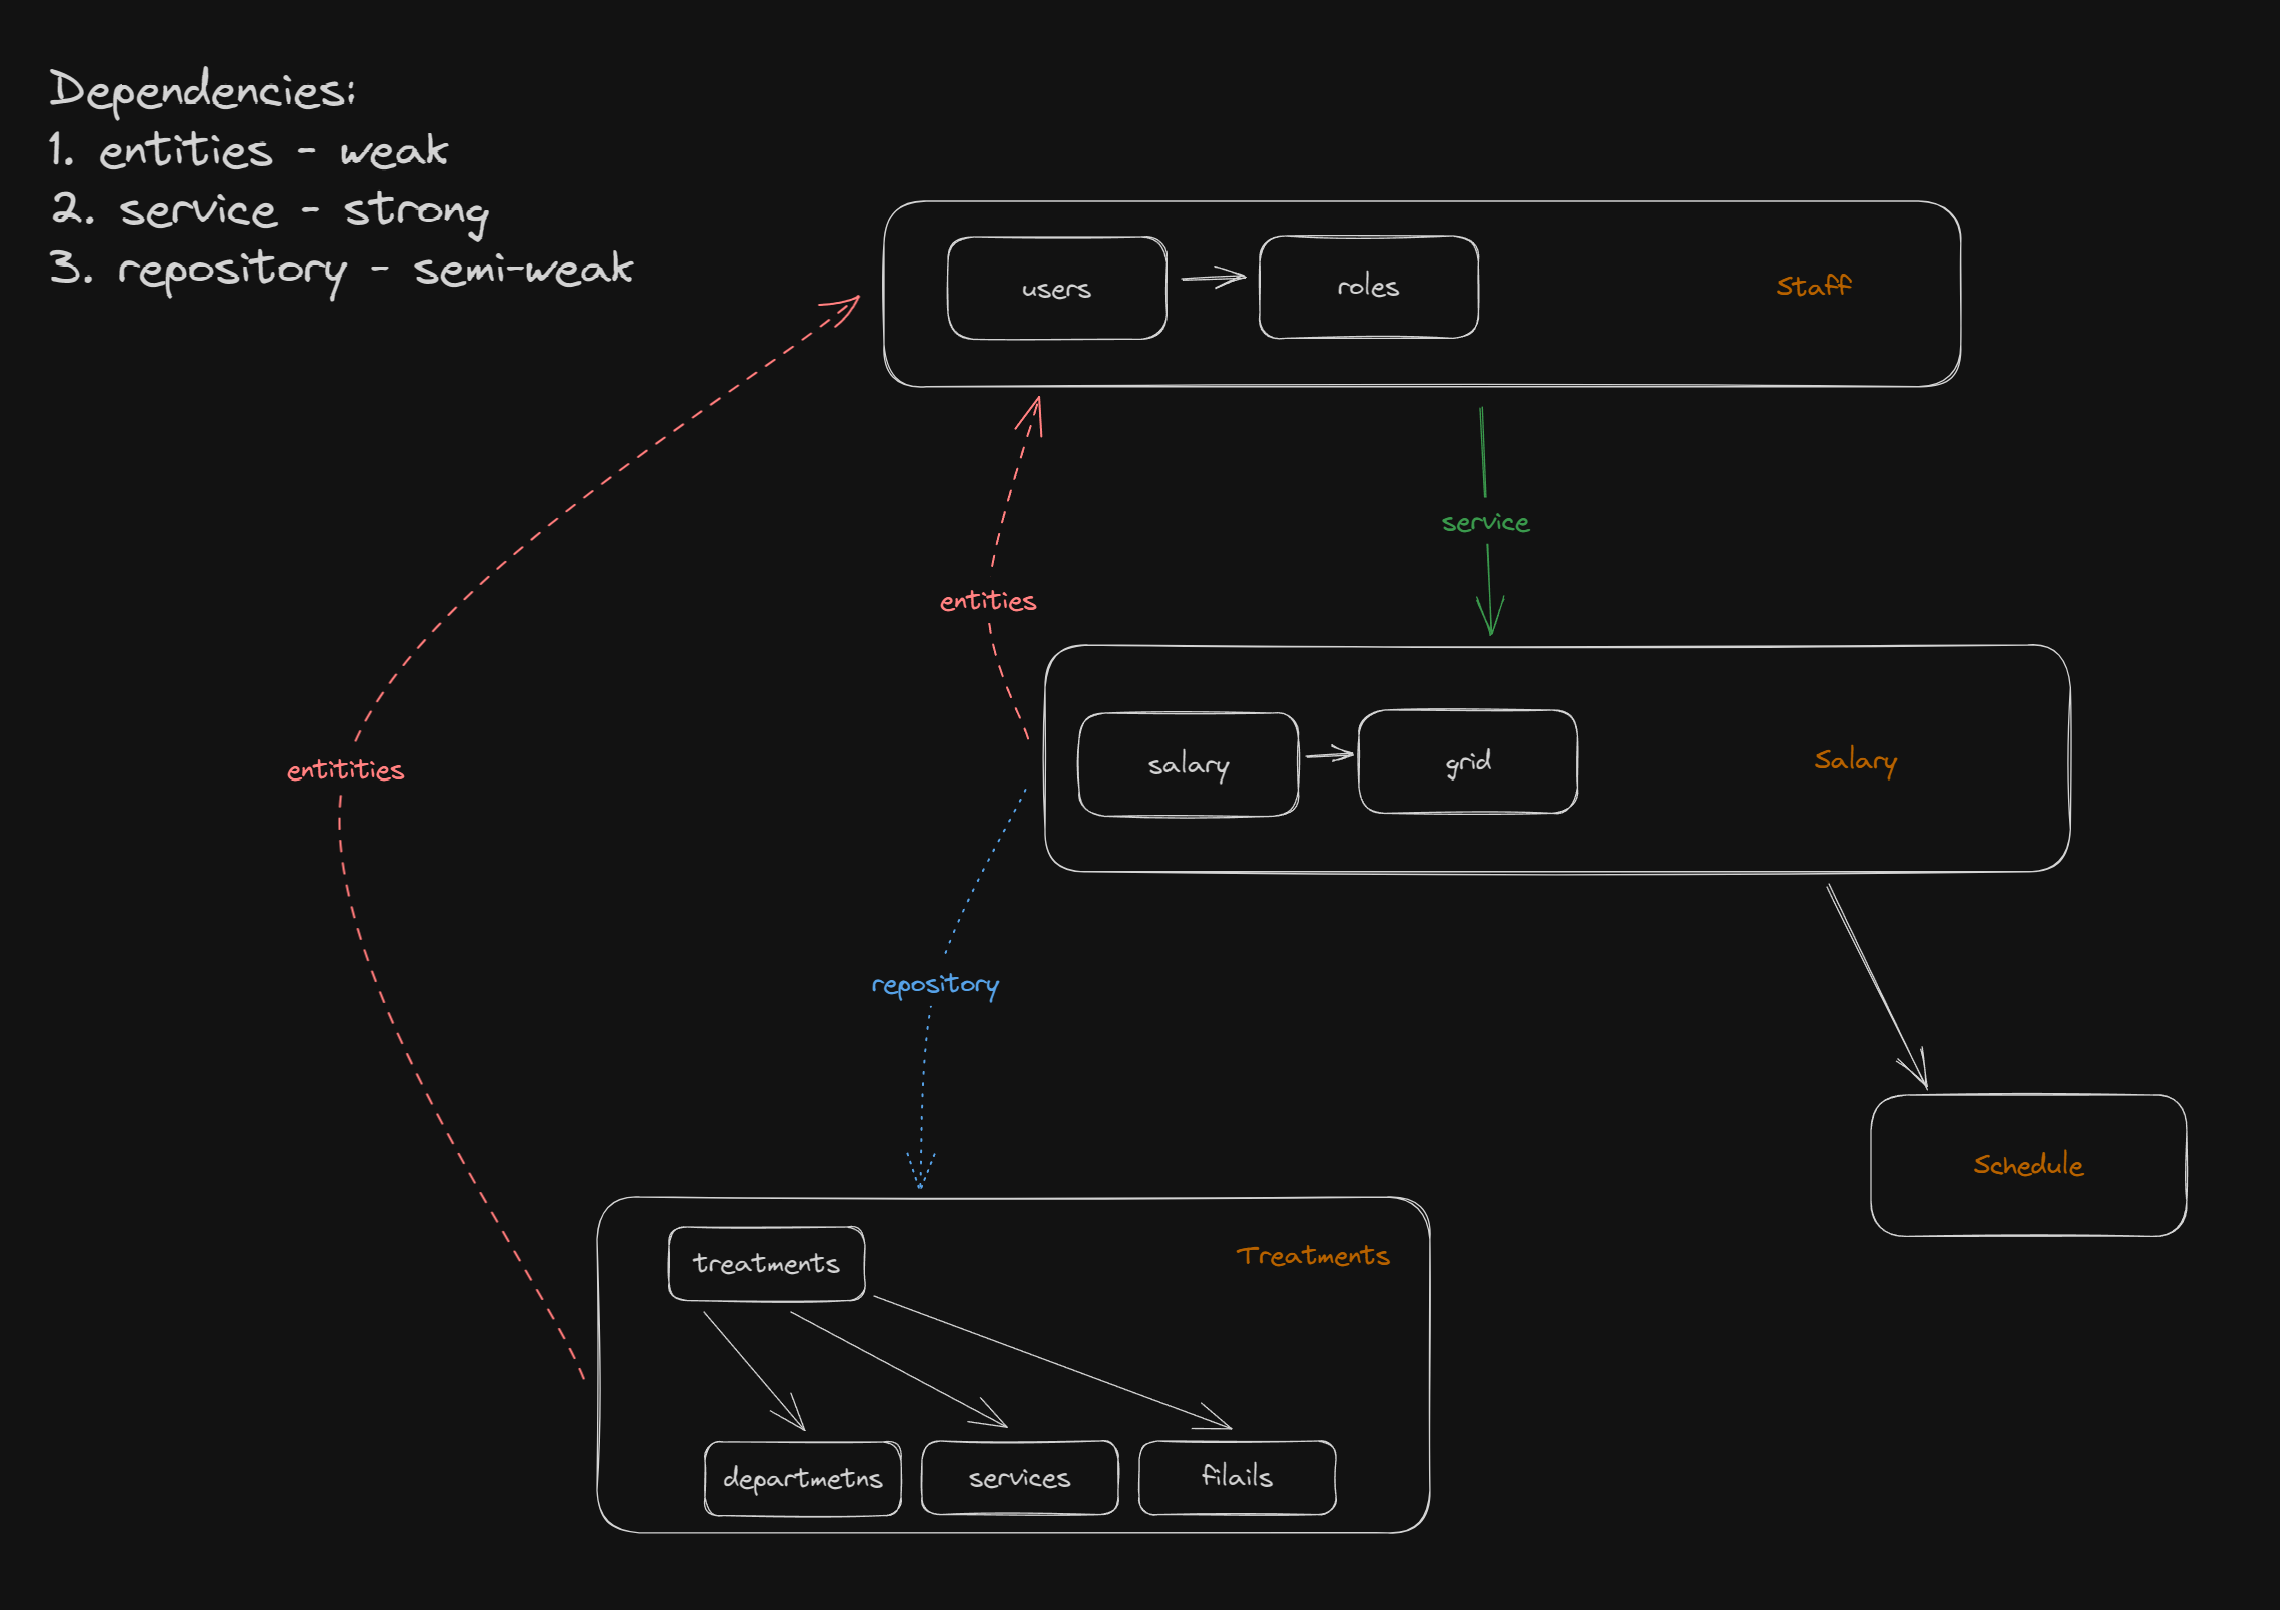 Dependencies:
1. entities - weak
2. service - strong
3. repository - semi-weak
users
roles
Staff
service
entities
salary
grid
Salary
entitities
repository
Schedule
treatments
Treatments
departmetns
services
filails